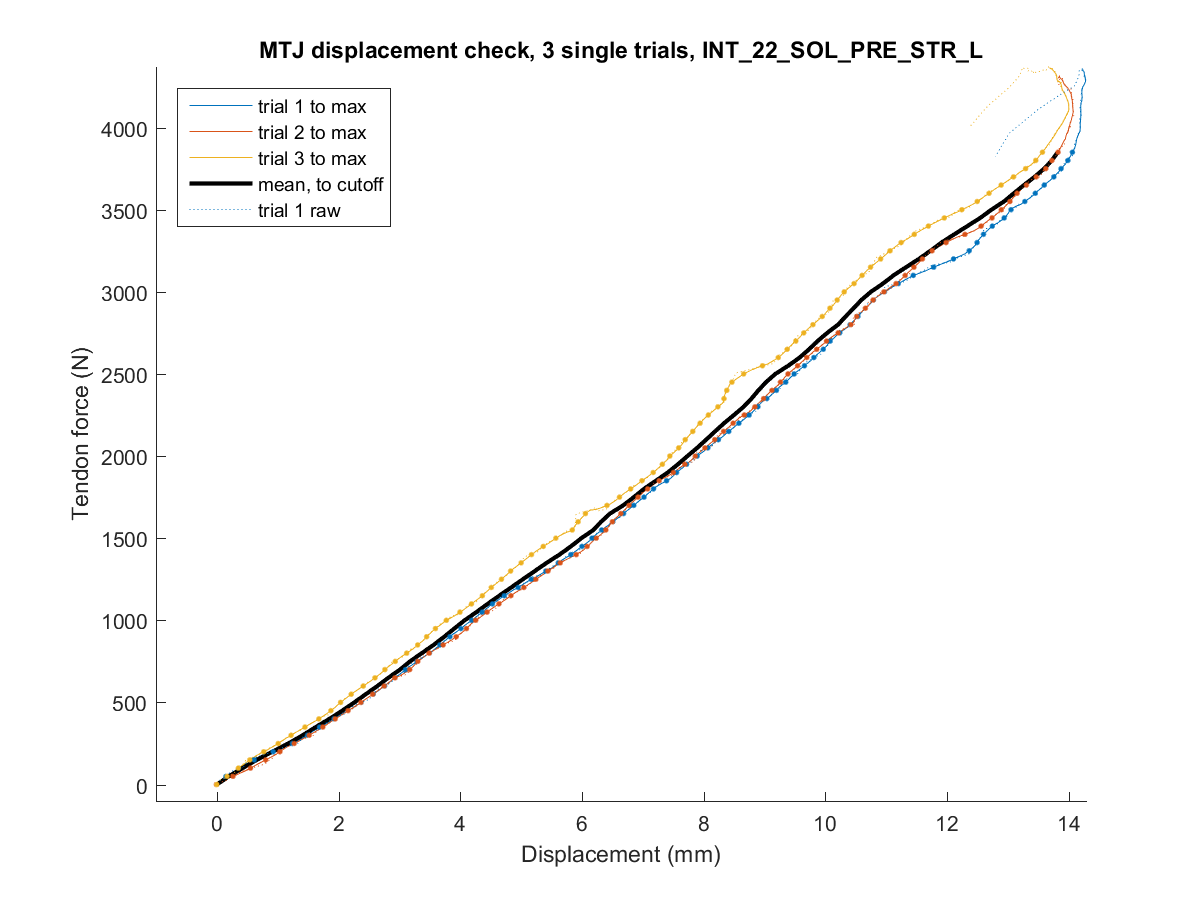 MTJ displacement check, 3 single trials, INT_22_SOL_PRE_STR_L
trial 1 to max
trial 2 to max
trial 3 to max
mean, to cutoff
trial 1 raw
Tendon force (N)
4000
3500
3000
2500
2000
1500
1000
500
0
0 2 4 6 8 10 12 14
Displacement (mm)